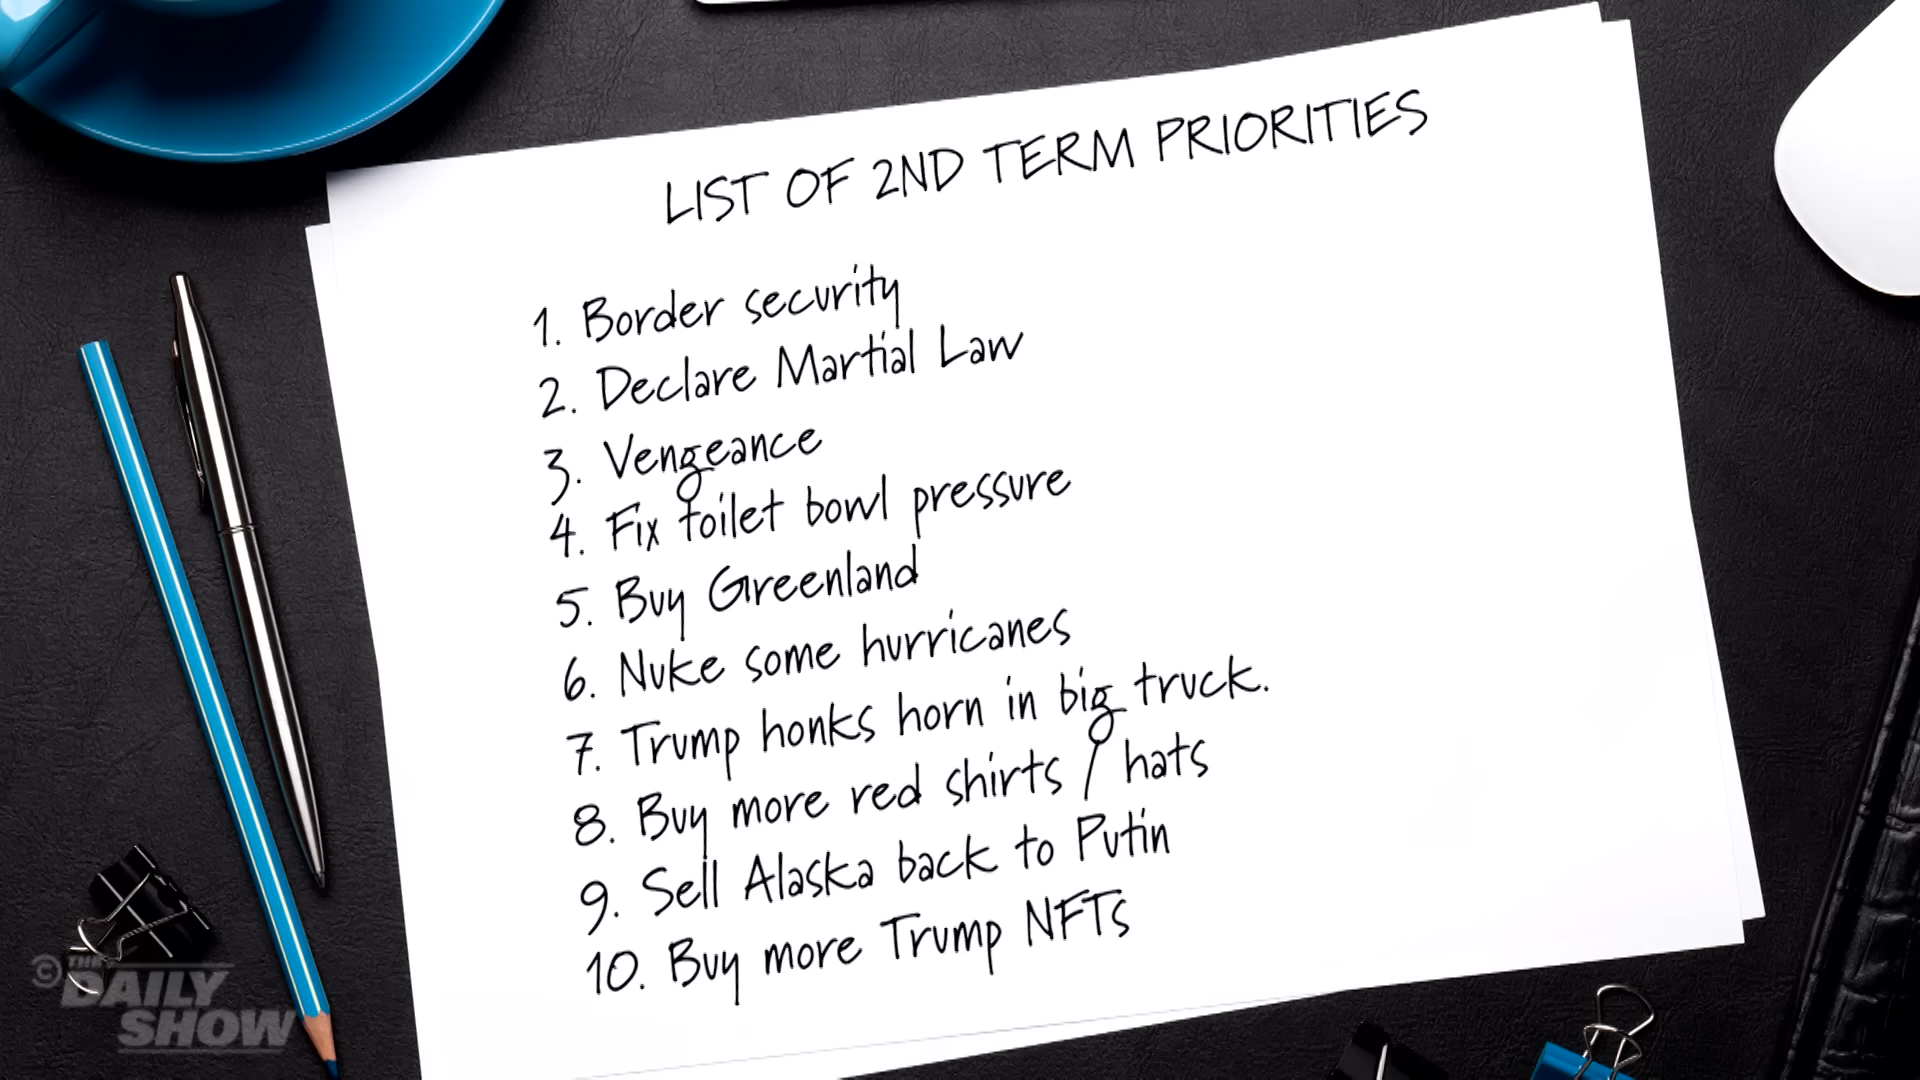 LIST OF 2ND TERM PRIORITIES
1. Border security
2. Declare Martial Law
3. Vengeance
4. Fix toilet bowl pressure
5. Buy Greenland
6. Nuke some hurricanes
7. Trump honks horn in big truck.
8. Buy more red shirts / hats
9. Sell Alaska back to Putin
10. Buy more Trump NFTs
© THE
DAILY
SHOW